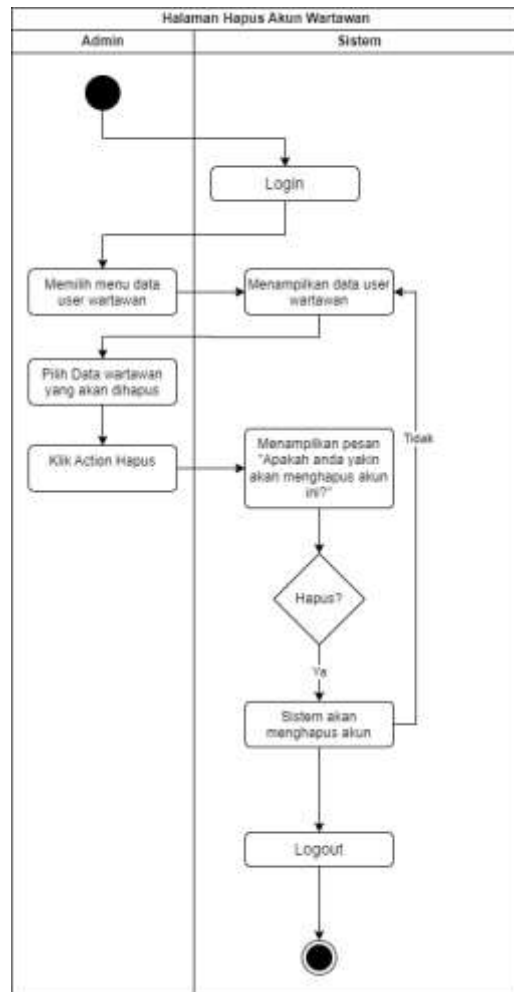 Halaman Hapus Akun Wartawan
Admin
Sistem
Login
Memilih menu data
user wartawan
Menampilkan data user
wartawan
Pilih Data wartawan
yang akan dihapus
Klik Action Hapus
Menampilkan pesan
"Apakah anda yakin
akan menghapus akun
ini?"
Tidak
Hapus?
Ya
Sistem akan
menghapus akun
Logout